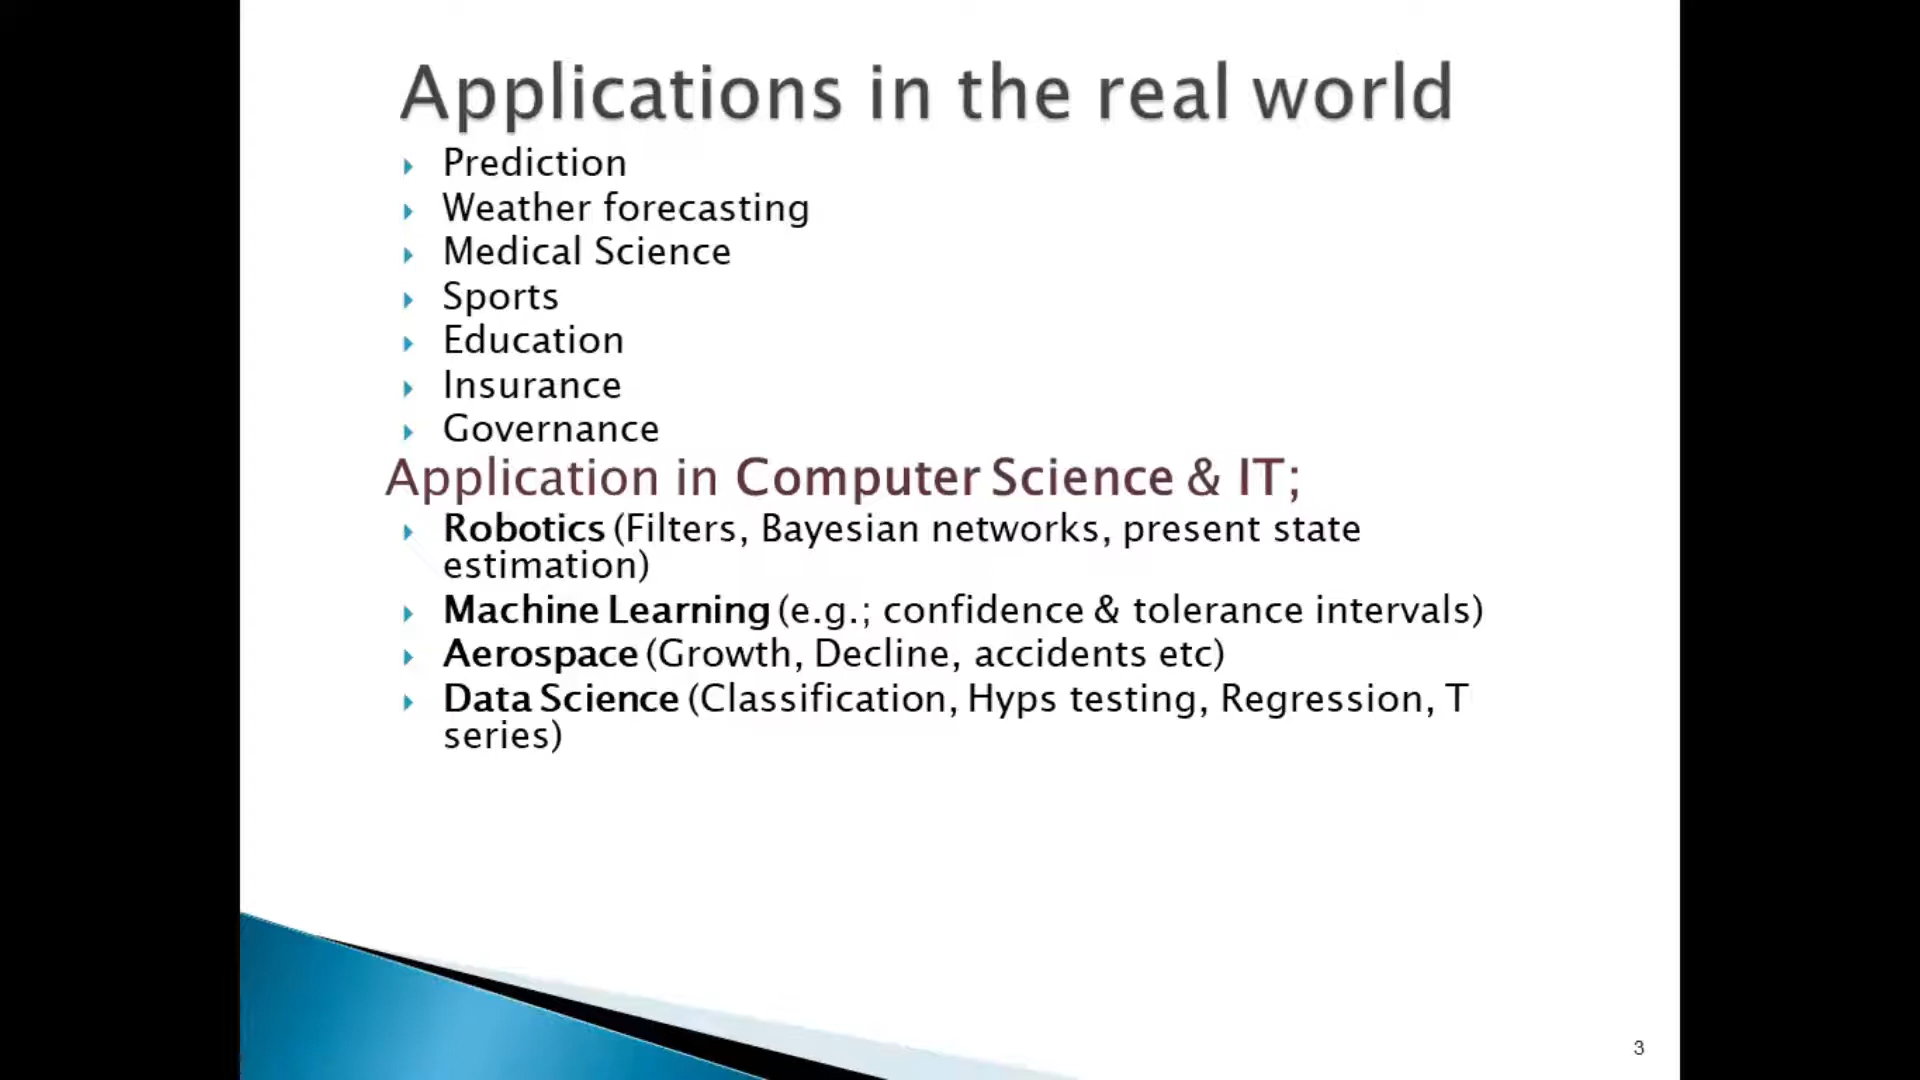 Applications in the real world
Prediction
Weather forecasting
Medical Science
Sports
Education
Insurance
Governance
Application in Computer Science & IT;
Robotics (Filters, Bayesian networks, present state
estimation)
Machine Learning (e.g.; confidence & tolerance intervals)
Aerospace (Growth, Decline, accidents etc)
Data Science (Classification, Hyps testing, Regression, T
series)
3